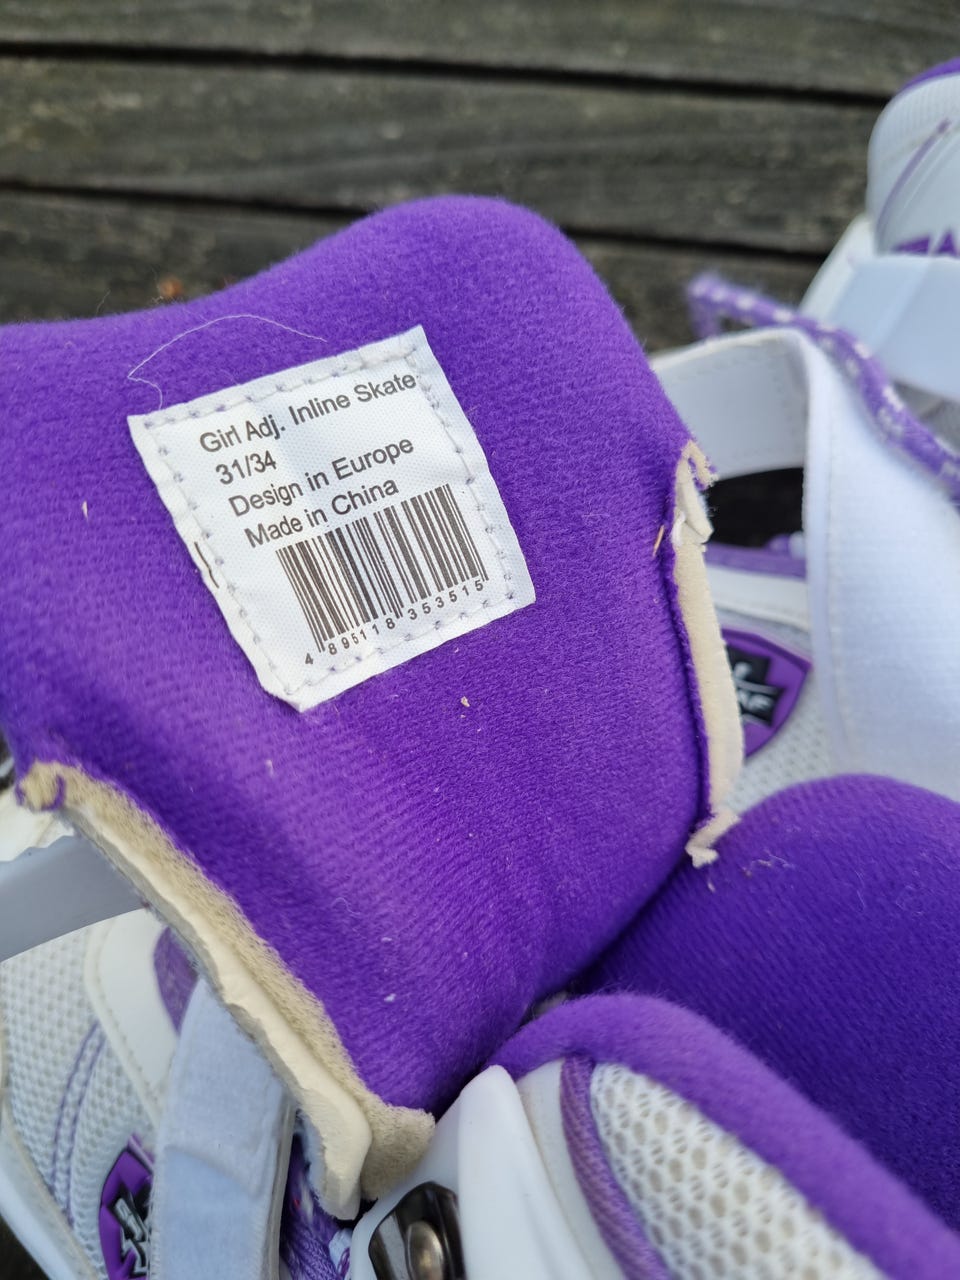 Girl Adj. Inline Skate
31/34
Design in Europe
Made in China
4 895118 353515